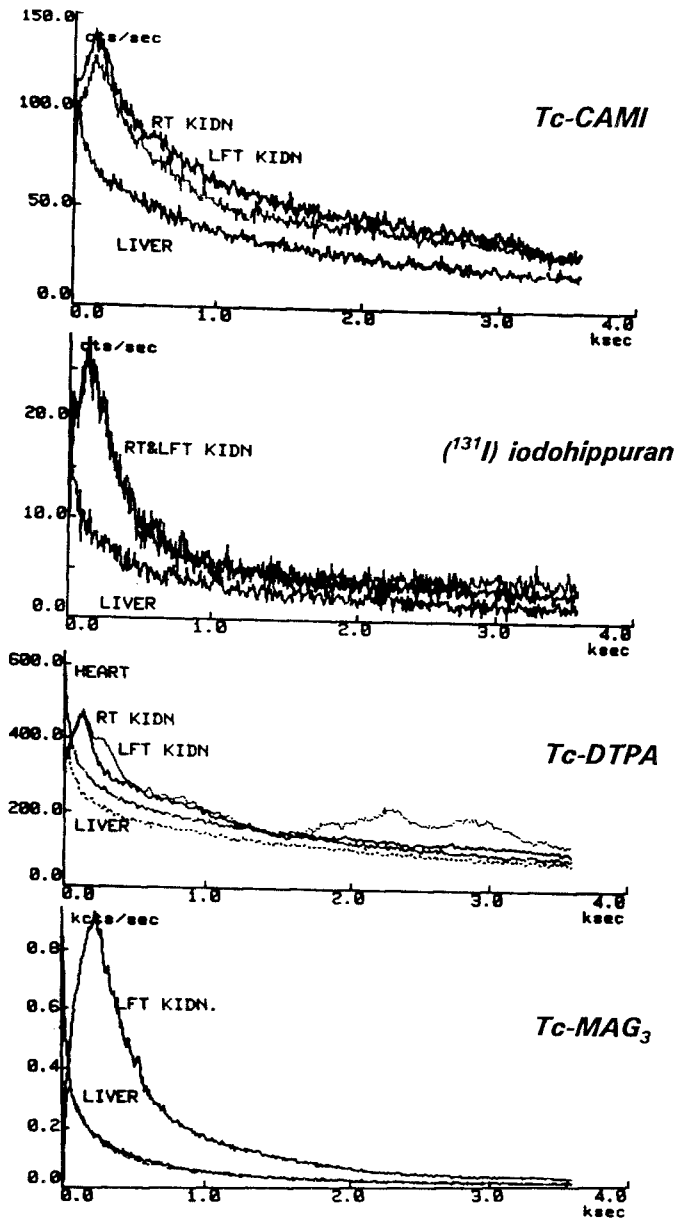 150.0
cts/sec
100.0
RT KIDN
Tc-CAMI
LFT KIDN
50.0
LIVER
0.0
0.0 1.0 2.0 3.0 4.0
ksec
cts/sec
20.0
RT&LFT KIDN
(131I) iodohippuran
10.0
0.0
LIVER
0.0 1.0 2.0 3.0 4.0
ksec
600.0
HEART
RT KIDN
400.0
LFT KIDN
Tc-DTPA
200.0
LIVER
0.0
0.0 1.0 2.0 3.0 4.0
ksec
kcts/sec
0.8
0.6
LFT KIDN.
Tc-MAG3
0.4
LIVER
0.2
0.0
0.0 1.0 2.0 3.0 4.0
ksec